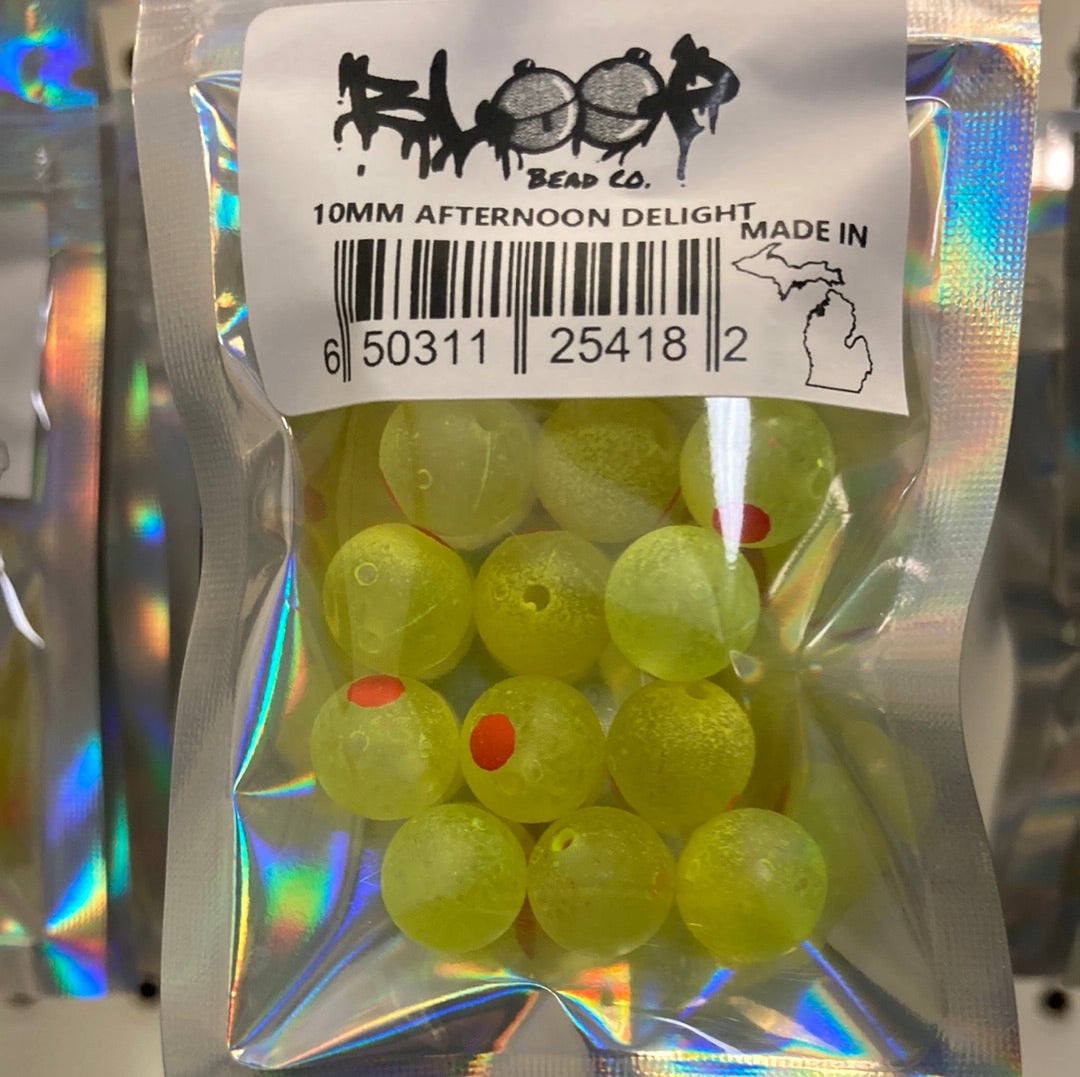 BLOOP
BEAD CO.
10MM AFTERNOON DELIGHT
MADE IN
6 50311 25418 2